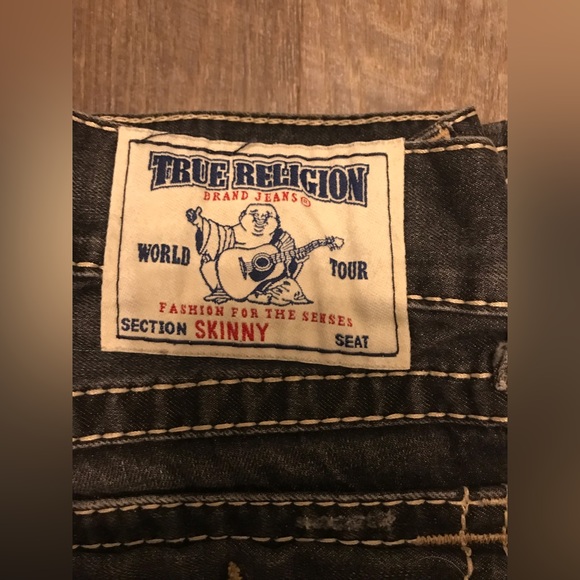 TRUE RELIGION
BRAND JEANS®
WORLD TOUR
FASHION FOR THE SENSES
SECTION SKINNY SEAT